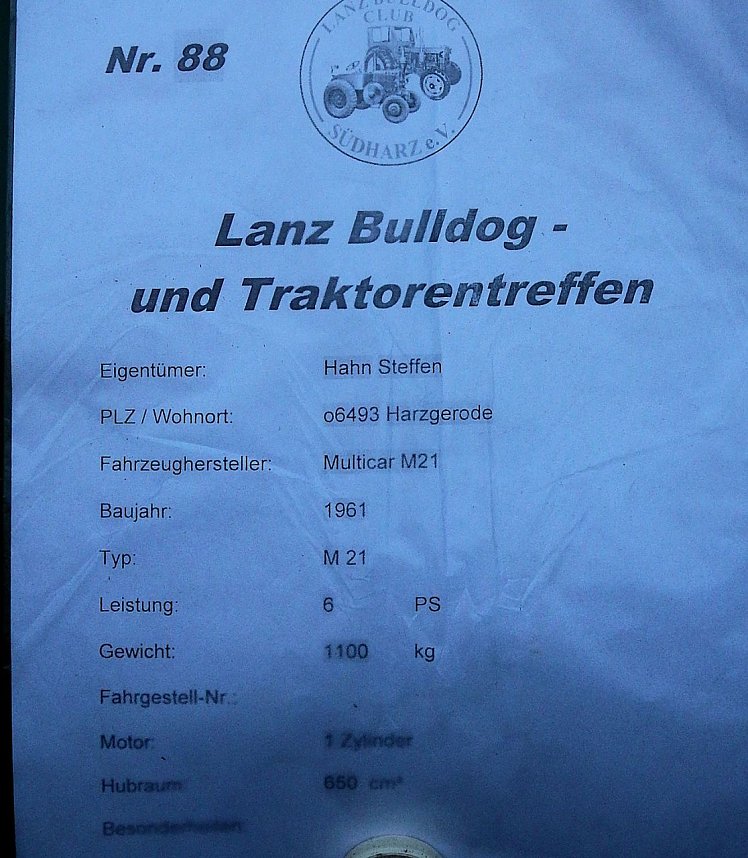 LANZ BULLDOG
CLUB
SÜDHARZ e.V.
Nr. 88
Lanz Bulldog -
und Traktorentreffen
Eigentümer: Hahn Steffen
PLZ / Wohnort: o6493 Harzgerode
Fahrzeughersteller: Multicar M21
Baujahr: 1961
Typ: M 21
Leistung: 6 PS
Gewicht: 1100 kg
Fahrgestell-Nr.:
Motor: 1 Zylinder
Hubraum: 650 cm³
Besonderheiten: